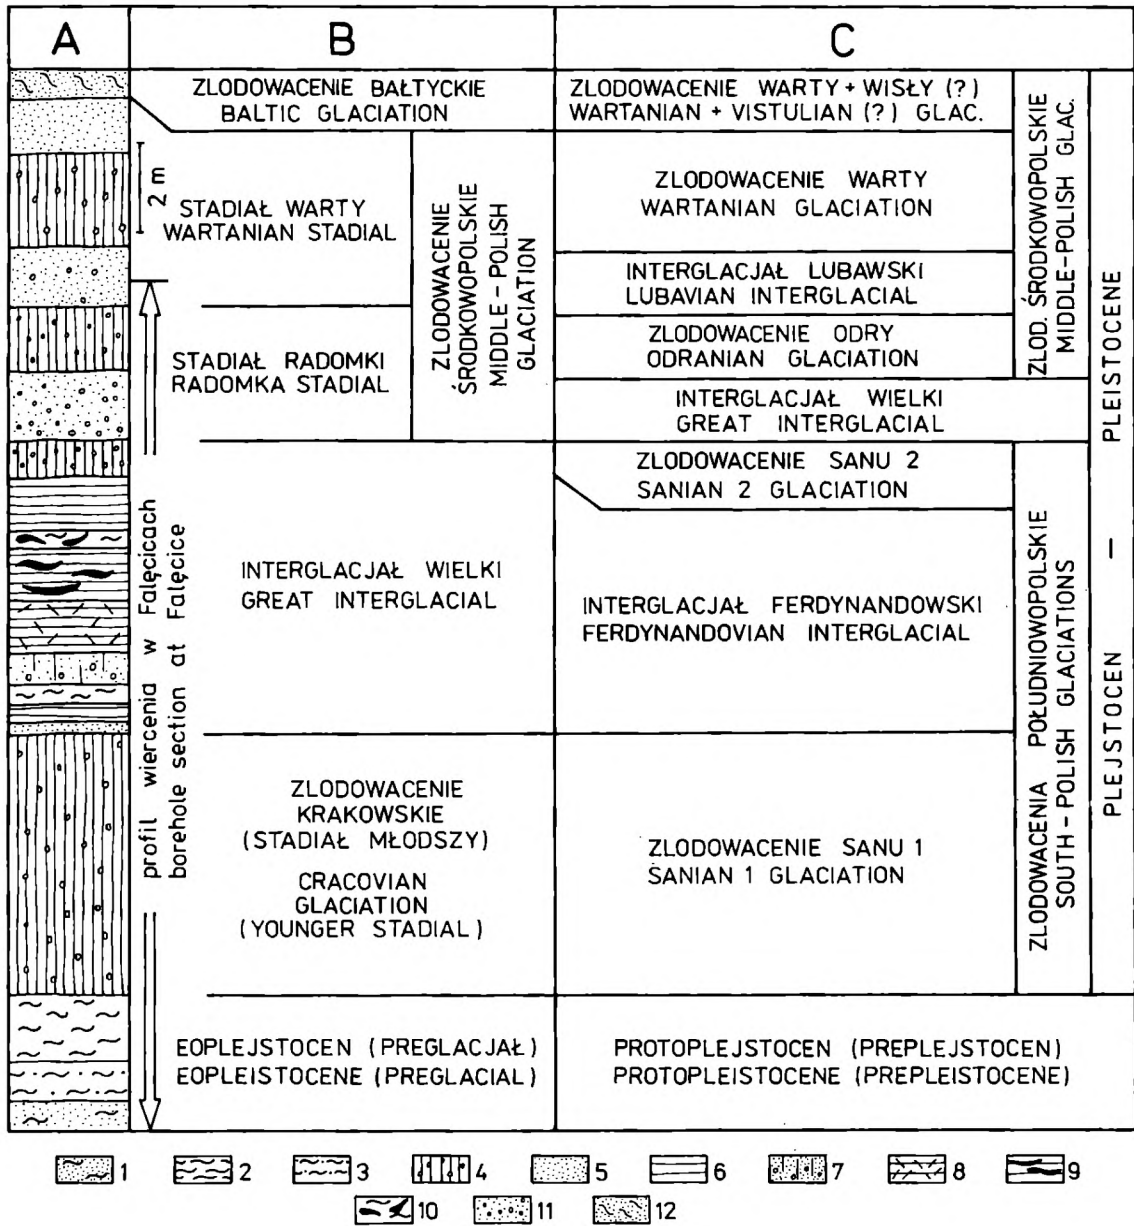 A
B
C
ZLODOWACENIE BAŁTYCKIE
BALTIC GLACIATION
ZLODOWACENIE WARTY + WISŁY (?)
WARTANIAN + VISTULIAN (?) GLAC.
2 m
STADIAŁ WARTY
WARTANIAN STADIAL
ZLODOWACENIE
ŚRODKOWOPOLSKIE
MIDDLE - POLISH
GLACIATION
ZLODOWACENIE WARTY
WARTANIAN GLACIATION
INTERGLACJAŁ LUBAWSKI
LUBAVIAN INTERGLACIAL
STADIAŁ RADOMKI
RADOMKA STADIAL
ZLODOWACENIE ODRY
ODRANIAN GLACIATION
ZLOD. ŚRODKOWOPOLSKIE
MIDDLE-POLISH GLAC.
INTERGLACJAŁ WIELKI
GREAT INTERGLACIAL
ZLODOWACENIE SANU 2
SANIAN 2 GLACIATION
profil wiercenia w Falęcicach
borehole section at Falęcice
INTERGLACJAŁ WIELKI
GREAT INTERGLACIAL
INTERGLACJAŁ FERDYNANDOWSKI
FERDYNANDOVIAN INTERGLACIAL
ZLODOWACENIE
KRAKOWSKIE
(STADIAŁ MŁODSZY)
CRACOVIAN
GLACIATION
(YOUNGER STADIAL)
ZLODOWACENIE SANU 1
SANIAN 1 GLACIATION
ZLODOWACENIA POŁUDNIOWOPOLSKIE
SOUTH-POLISH GLACIATIONS
PLEJSTOCEN — PLEISTOCENE
EOPLEJSTOCEN (PREGLACJAŁ)
EOPLEISTOCENE (PREGLACIAL)
PROTOPLEJSTOCEN (PREPLEJSTOCEN)
PROTOPLEISTOCENE (PREPLEISTOCENE)
1 2 3 4 5 6 7 8 9
10 11 12